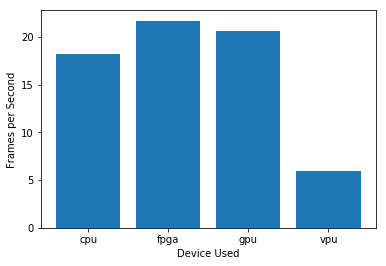 Frames per Second
20
15
10
5
0
cpu
fpga
gpu
vpu
Device Used